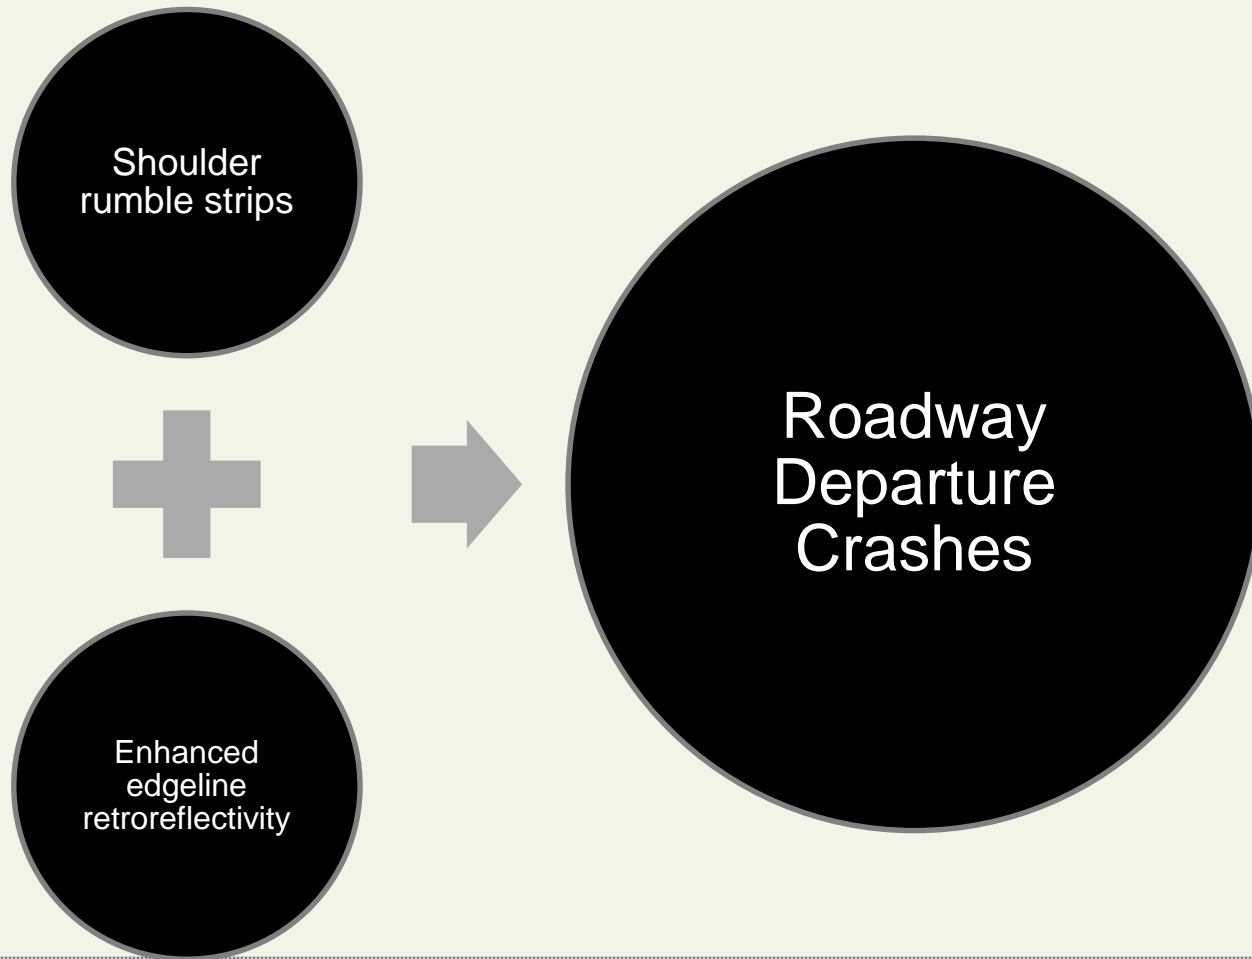 Shoulder
rumble strips
Enhanced
edgeline
retroreflectivity
Roadway
Departure
Crashes